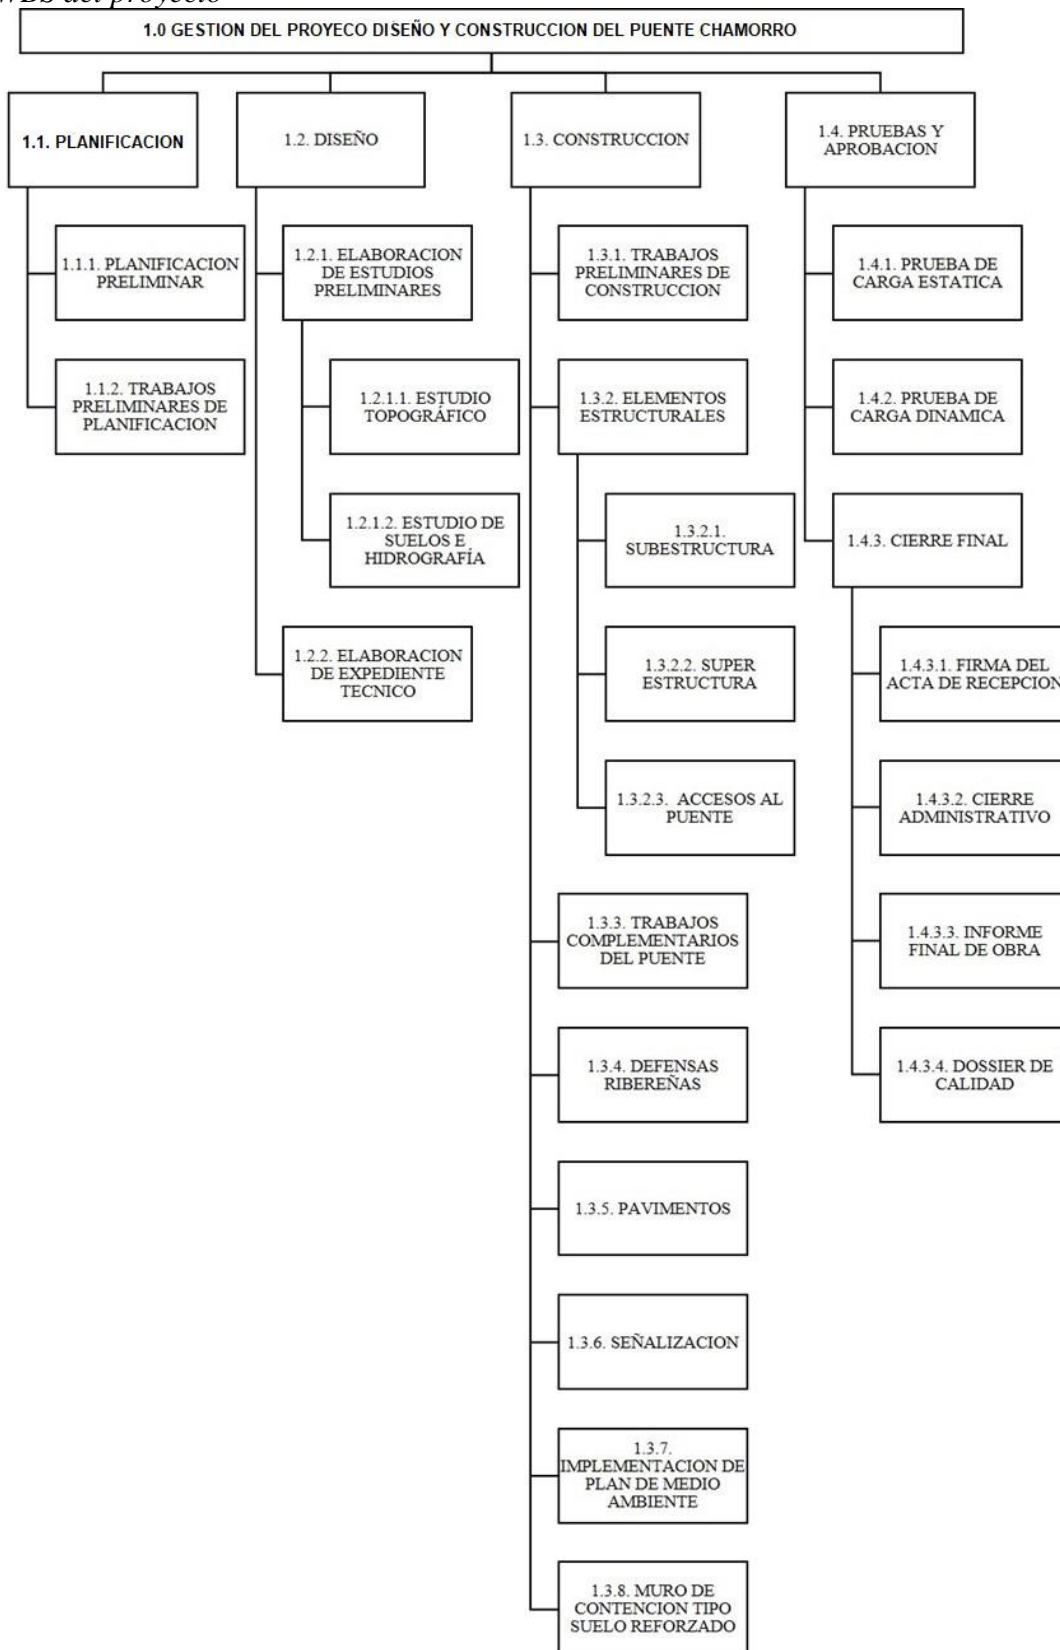 WBS del proyecto
1.0 GESTION DEL PROYECO DISEÑO Y CONSTRUCCION DEL PUENTE CHAMORRO
1.1. PLANIFICACION
1.1.1. PLANIFICACION
PRELIMINAR
1.1.2. TRABAJOS
PRELIMINARES DE
PLANIFICACION
1.2. DISEÑO
1.2.1. ELABORACION
DE ESTUDIOS
PRELIMINARES
1.2.1.1. ESTUDIO
TOPOGRÁFICO
1.2.1.2. ESTUDIO DE
SUELOS E
HIDROGRAFÍA
1.2.2. ELABORACION
DE EXPEDIENTE
TECNICO
1.3. CONSTRUCCION
1.3.1. TRABAJOS
PRELIMINARES DE
CONSTRUCCION
1.3.2. ELEMENTOS
ESTRUCTURALES
1.3.2.1.
SUBESTRUCTURA
1.3.2.2. SUPER
ESTRUCTURA
1.3.2.3. ACCESOS AL
PUENTE
1.3.3. TRABAJOS
COMPLEMENTARIOS
DEL PUENTE
1.3.4. DEFENSAS
RIBEREÑAS
1.3.5. PAVIMENTOS
1.3.6. SEÑALIZACION
1.3.7.
IMPLEMENTACION DE
PLAN DE MEDIO
AMBIENTE
1.3.8. MURO DE
CONTENCION TIPO
SUELO REFORZADO
1.4. PRUEBAS Y
APROBACION
1.4.1. PRUEBA DE
CARGA ESTATICA
1.4.2. PRUEBA DE
CARGA DINAMICA
1.4.3. CIERRE FINAL
1.4.3.1. FIRMA DEL
ACTA DE RECEPCION
1.4.3.2. CIERRE
ADMINISTRATIVO
1.4.3.3. INFORME
FINAL DE OBRA
1.4.3.4. DOSSIER DE
CALIDAD